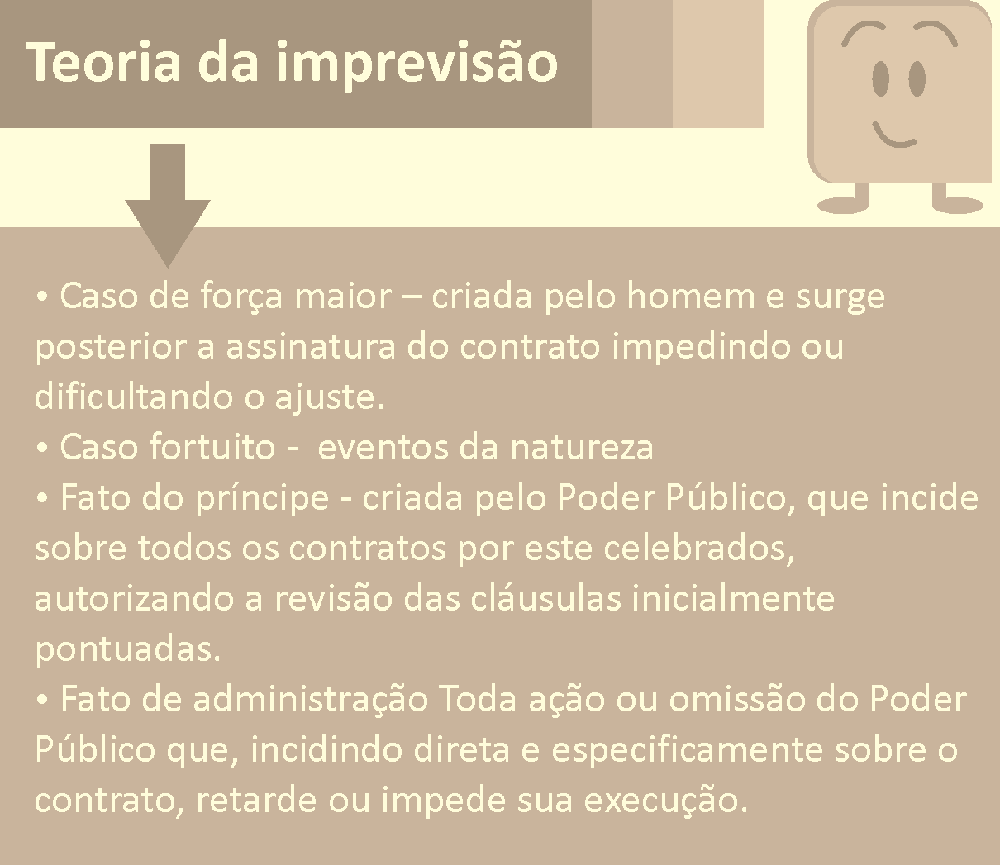 Teoria da imprevisão
• Caso de força maior – criada pelo homem e surge
posterior a assinatura do contrato impedindo ou
dificultando o ajuste.
• Caso fortuito -  eventos da natureza
• Fato do príncipe - criada pelo Poder Público, que incide
sobre todos os contratos por este celebrados,
autorizando a revisão das cláusulas inicialmente
pontuadas.
• Fato de administração Toda ação ou omissão do Poder
Público que, incidindo direta e especificamente sobre o
contrato, retarde ou impede sua execução.